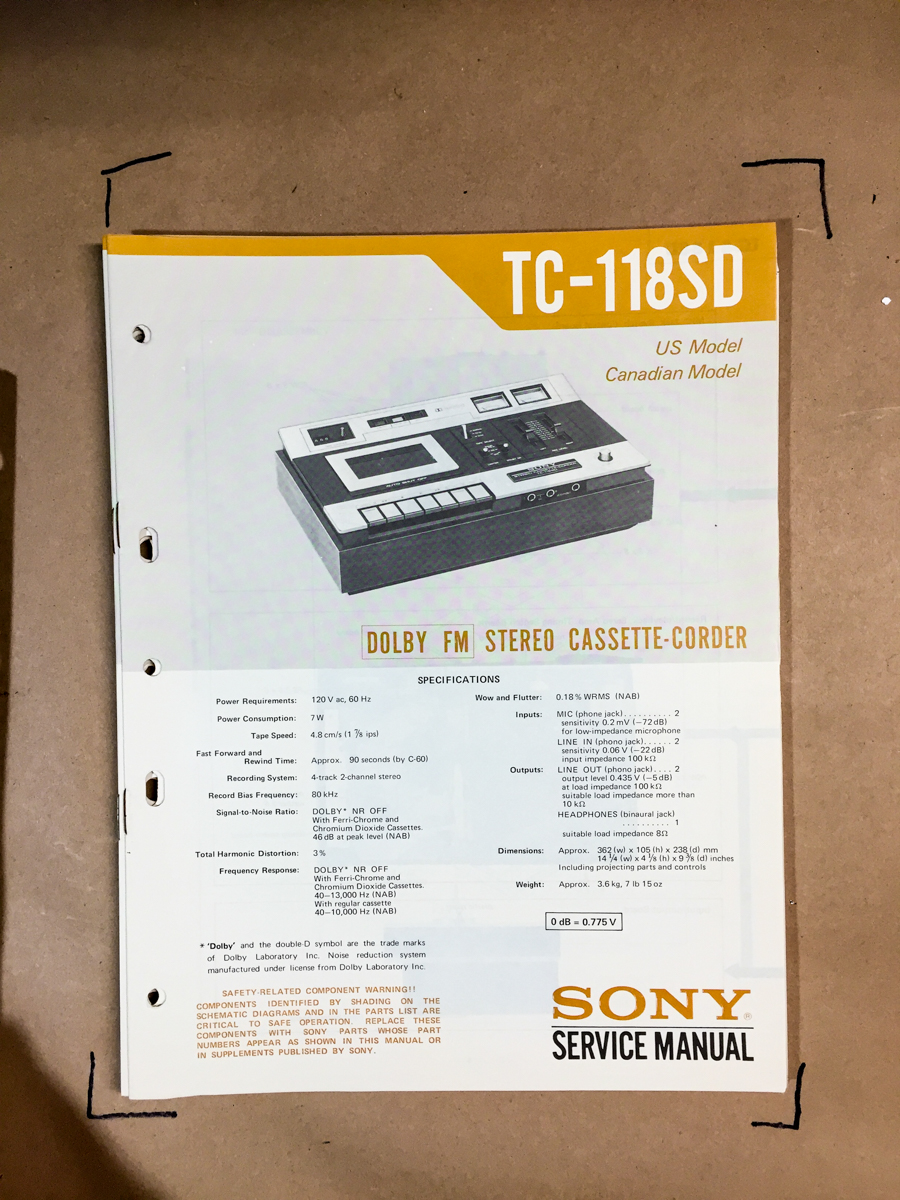 TC-118SD
US Model
Canadian Model
SONY
DOLBY FM STEREO CASSETTE-CORDER
SPECIFICATIONS
Power Requirements: 120 V ac, 60 Hz
Power Consumption: 7 W
Tape Speed: 4.8 cm/s (1 7/8 ips)
Fast Forward and
Rewind Time: Approx. 90 seconds (by C-60)
Recording System: 4-track 2-channel stereo
Record Bias Frequency: 80 kHz
Signal-to-Noise Ratio: DOLBY* NR OFF
With Ferri-Chrome and
Chromium Dioxide Cassettes.
46 dB at peak level (NAB)
Total Harmonic Distortion: 3 %
Frequency Response: DOLBY* NR OFF
With Ferri-Chrome and
Chromium Dioxide Cassettes.
40–13,000 Hz (NAB)
With regular cassette
40–10,000 Hz (NAB)
Wow and Flutter: 0.18 % WRMS (NAB)
Inputs: MIC (phone jack) . . . . . . . . . . 2
sensitivity 0.2 mV (−72 dB)
for low-impedance microphone
LINE IN (phono jack) . . . . . . 2
sensitivity 0.06 V (−22 dB)
input impedance 100 kΩ
Outputs: LINE OUT (phono jack) . . . . 2
output level 0.435 V (−5 dB)
at load impedance 100 kΩ
suitable load impedance more than
10 kΩ
HEADPHONES (binaural jack)
. . . . . . . . . . 1
suitable load impedance 8Ω
Dimensions: Approx. 362 (w) x 105 (h) x 238 (d) mm
14 1/4 (w) x 4 1/8 (h) x 9 3/8 (d) inches
Including projecting parts and controls
Weight: Approx. 3.6 kg, 7 lb 15 oz
0 dB = 0.775 V
* 'Dolby' and the double-D symbol are the trade marks
of Dolby Laboratory Inc. Noise reduction system
manufactured under license from Dolby Laboratory Inc.
SAFETY-RELATED COMPONENT WARNING!!
COMPONENTS IDENTIFIED BY SHADING ON THE
SCHEMATIC DIAGRAMS AND IN THE PARTS LIST ARE
CRITICAL TO SAFE OPERATION. REPLACE THESE
COMPONENTS WITH SONY PARTS WHOSE PART
NUMBERS APPEAR AS SHOWN IN THIS MANUAL OR
IN SUPPLEMENTS PUBLISHED BY SONY.
SONY®
SERVICE MANUAL